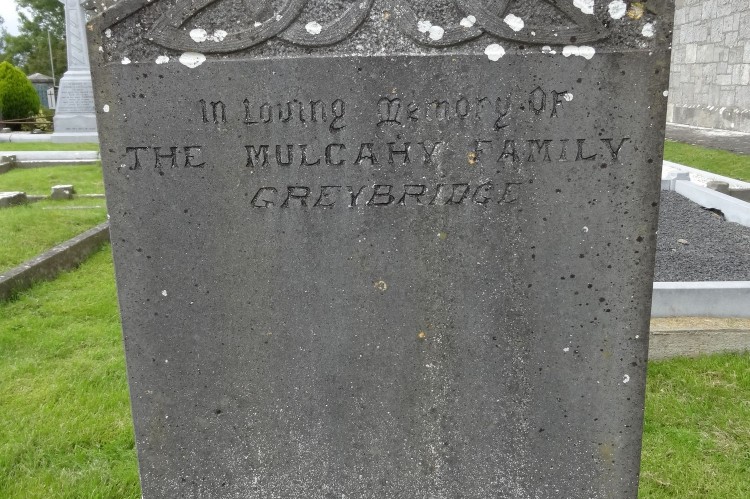 In Loving Memory Of
THE MULCAHY FAMILY
GREYBRIDGE